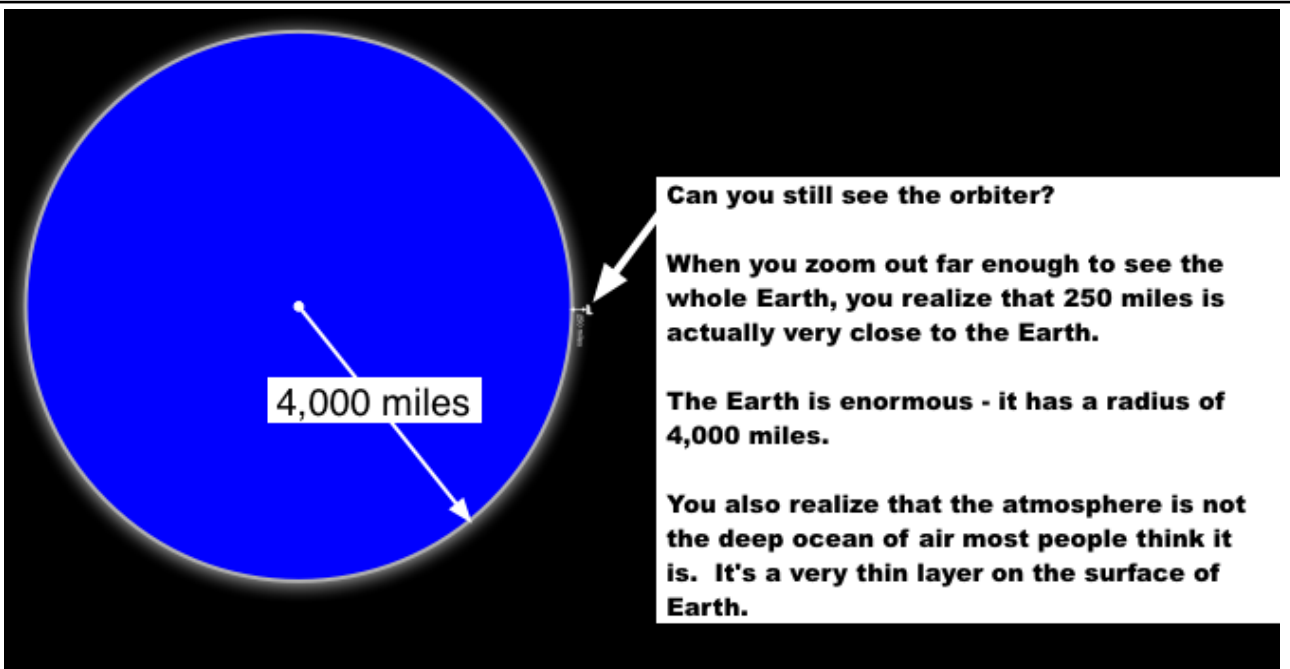 Can you still see the orbiter?
When you zoom out far enough to see the
whole Earth, you realize that 250 miles is
actually very close to the Earth.
The Earth is enormous - it has a radius of
4,000 miles.
You also realize that the atmosphere is not
the deep ocean of air most people think it
is.  It's a very thin layer on the surface of
Earth.
4,000 miles
250 miles